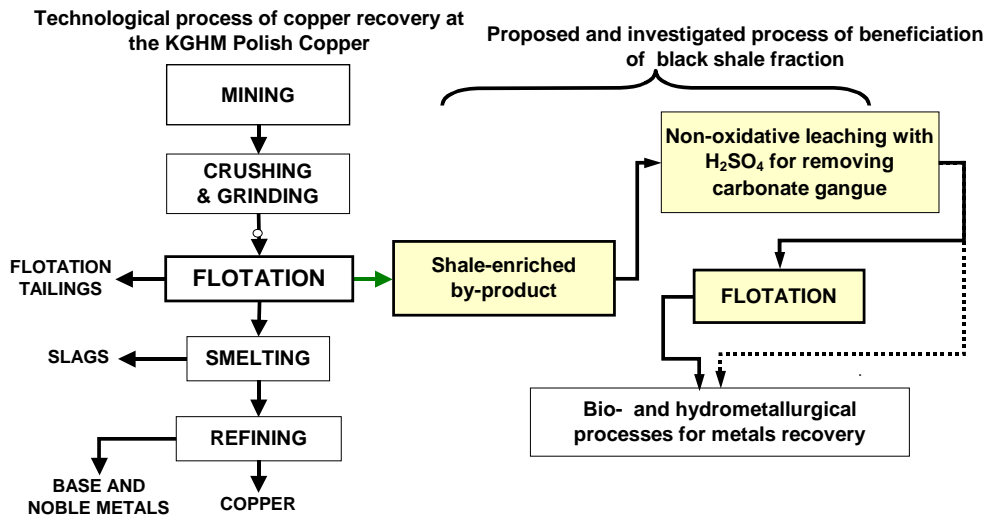 Technological process of copper recovery at
the KGHM Polish Copper
MINING
CRUSHING
& GRINDING
FLOTATION
FLOTATION
TAILINGS
SMELTING
SLAGS
REFINING
BASE AND
NOBLE METALS
COPPER
Proposed and investigated process of beneficiation
of black shale fraction
Shale-enriched
by-product
Non-oxidative leaching with
H₂SO₄ for removing
carbonate gangue
FLOTATION
Bio- and hydrometallurgical
processes for metals recovery